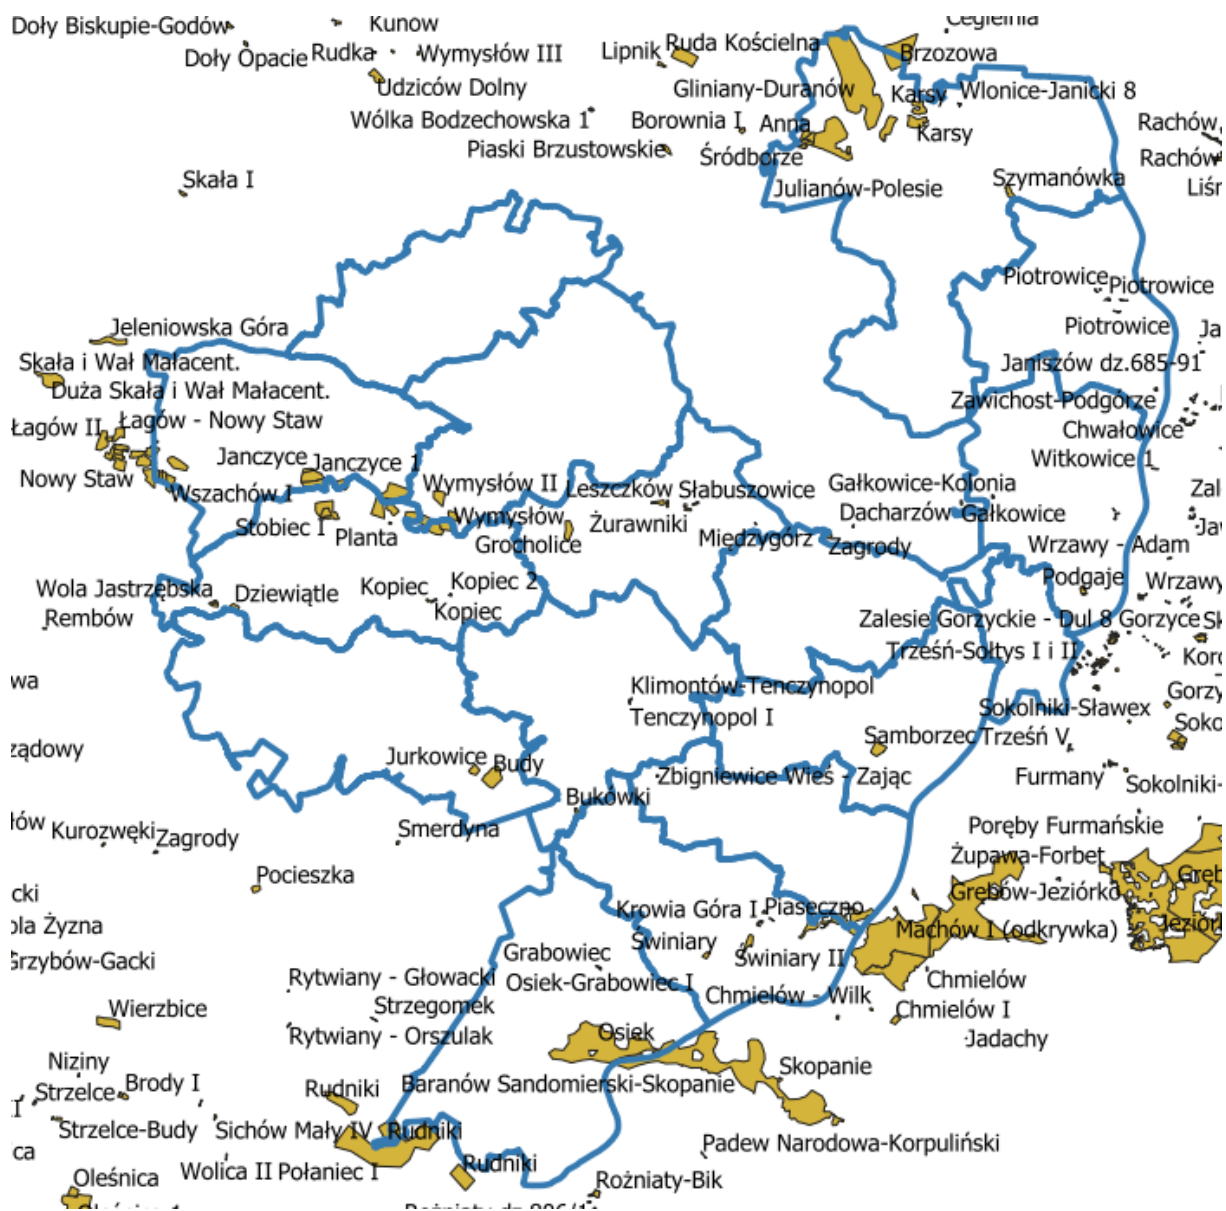 Doły Biskupie-Godów
Kunów
Cegielnia
Doły Opacie
Rudka
Wymysłów III
Lipnik
Ruda Kościelna
Brzozowa
Udziców Dolny
Gliniany-Duranów
Karsy
Wlonice-Janicki 8
Wólka Bodzechowska 1
Borownia I
Anna
Karsy
Rachów
Piaski Brzustowskie
Śródborze
Rachów
Skała I
Julianów-Polesie
Szymanówka
Piotrowice
Piotrowice
Jeleniowska Góra
Piotrowice
Skała i Wał Małacent.
Janiszów dz.685-91
Duża Skała i Wał Małacent.
Zawichost-Podgórze
Łagów II
Łagów - Nowy Staw
Chwałowice
Janczyce
Janczyce 1
Witkowice 1
Nowy Staw
Wszachów I
Wymysłów II
Leszczków
Słabuszowice
Gałkowice-Kolonia
Stobiec I
Planta
Wymysłów
Żurawniki
Dacharzów
Gałkowice
Grocholice
Międzygórz
Zagrody
Wrzawy - Adam
Wola Jastrzębska
Dziewiątle
Kopiec
Kopiec 2
Podgaje
Wrzawy
Rembów
Kopiec
Zalesie Gorzyckie - Dul 8
Gorzyce
Trześń-Sołtys I i II
Klimontów-Tenczynopol
Tenczynopol I
Sokolniki-Sławex
Samborzec
Trześń V
Jurkowice
Budy
Zbigniewice Wieś - Zając
Furmany
Sokolniki-
Bukówki
Kurozwęki
Zagrody
Smerdyna
Poręby Furmańskie
Żupawa-Forbet
Pocieszka
Grębów-Jeziórko
Krowia Góra I
Piaseczno
Machów I (odkrywka)
Świniary
Grzybów-Gacki
Grabowiec
Świniary II
Rytwiany - Głowacki
Osiek-Grabowiec I
Chmielów
Wierzbice
Strzegomek
Chmielów - Wilk
Chmielów I
Rytwiany - Orszulak
Osiek
Jadachy
Niziny
Skopanie
Strzelce
Brody I
Rudniki
Baranów Sandomierski-Skopanie
Strzelce-Budy
Sichów Mały IV
Rudniki
Padew Narodowa-Korpuliński
Oleśnica
Wolica II
Połaniec I
Rudniki
Rożniaty-Bik